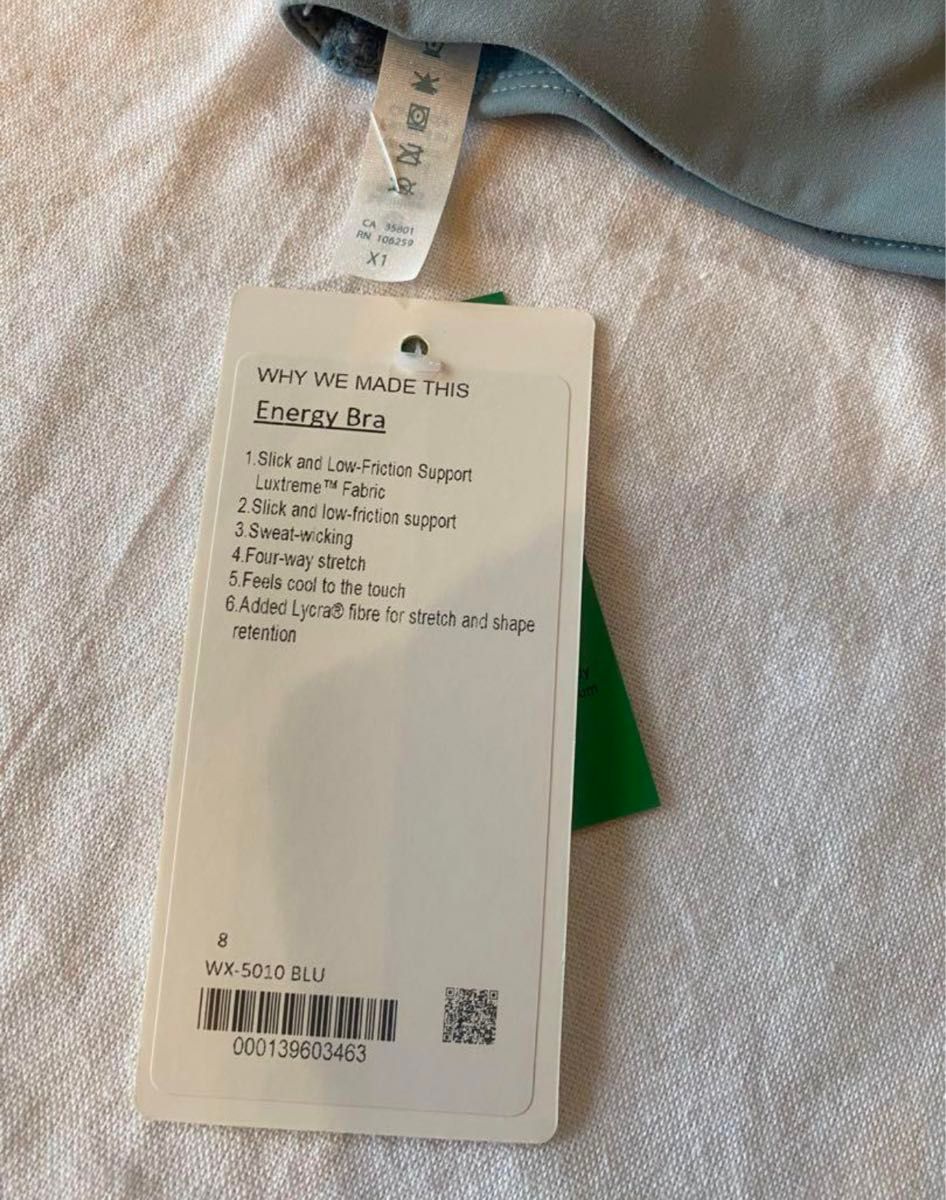 CA 35801
RN 106259
X1
WHY WE MADE THIS
Energy Bra
1.Slick and Low-Friction Support
Luxtreme™ Fabric
2.Slick and low-friction support
3.Sweat-wicking
4.Four-way stretch
5.Feels cool to the touch
6.Added Lycra® fibre for stretch and shape
retention
8
WX-5010 BLU
000139603463